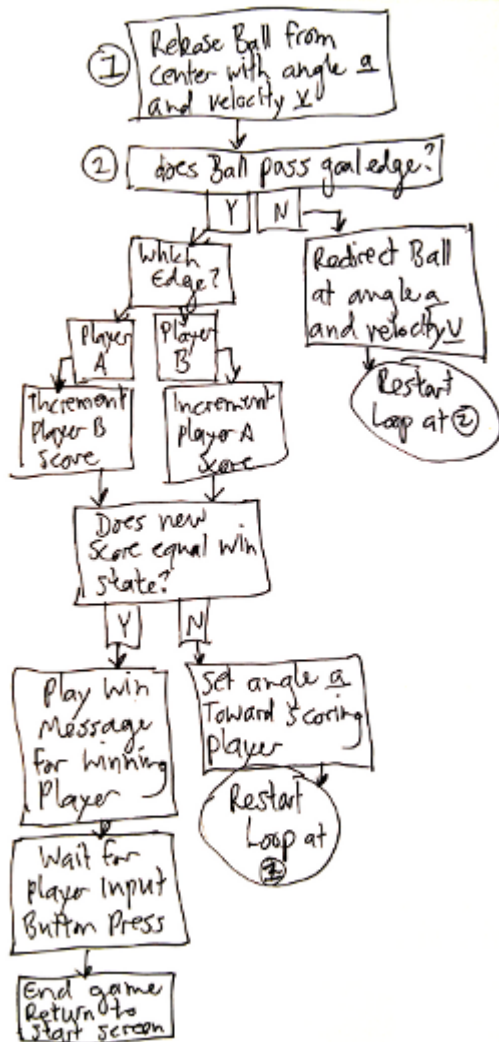 1
Release Ball from
center with angle a
and velocity v
2
does Ball pass goal edge?
Y
N
Which
Edge?
Redirect Ball
at angle a
and velocity v
Player
A
Player
B
Restart
Loop at 2
Increment
Player B
Score
Increment
Player A
Score
Does new
Score equal win
state?
Y
N
Play win
Message
for winning
Player
Set angle a
Toward scoring
player
Restart
Loop at
1
Wait for
player Input
Button Press
End game
Return to
start screen